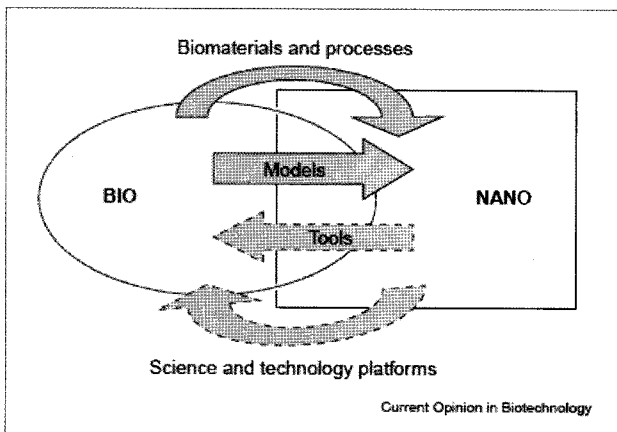 Biomaterials and processes
Models
BIO
NANO
Tools
Science and technology platforms
Current Opinion in Biotechnology